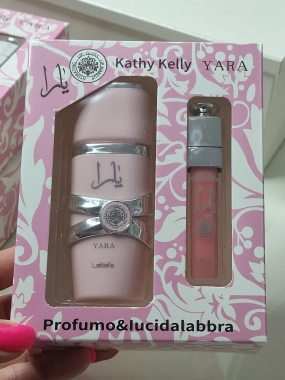 يارا
Kathy Kelly YARA
يارا
YARA
Lattafa
Profumo&lucidalabbra